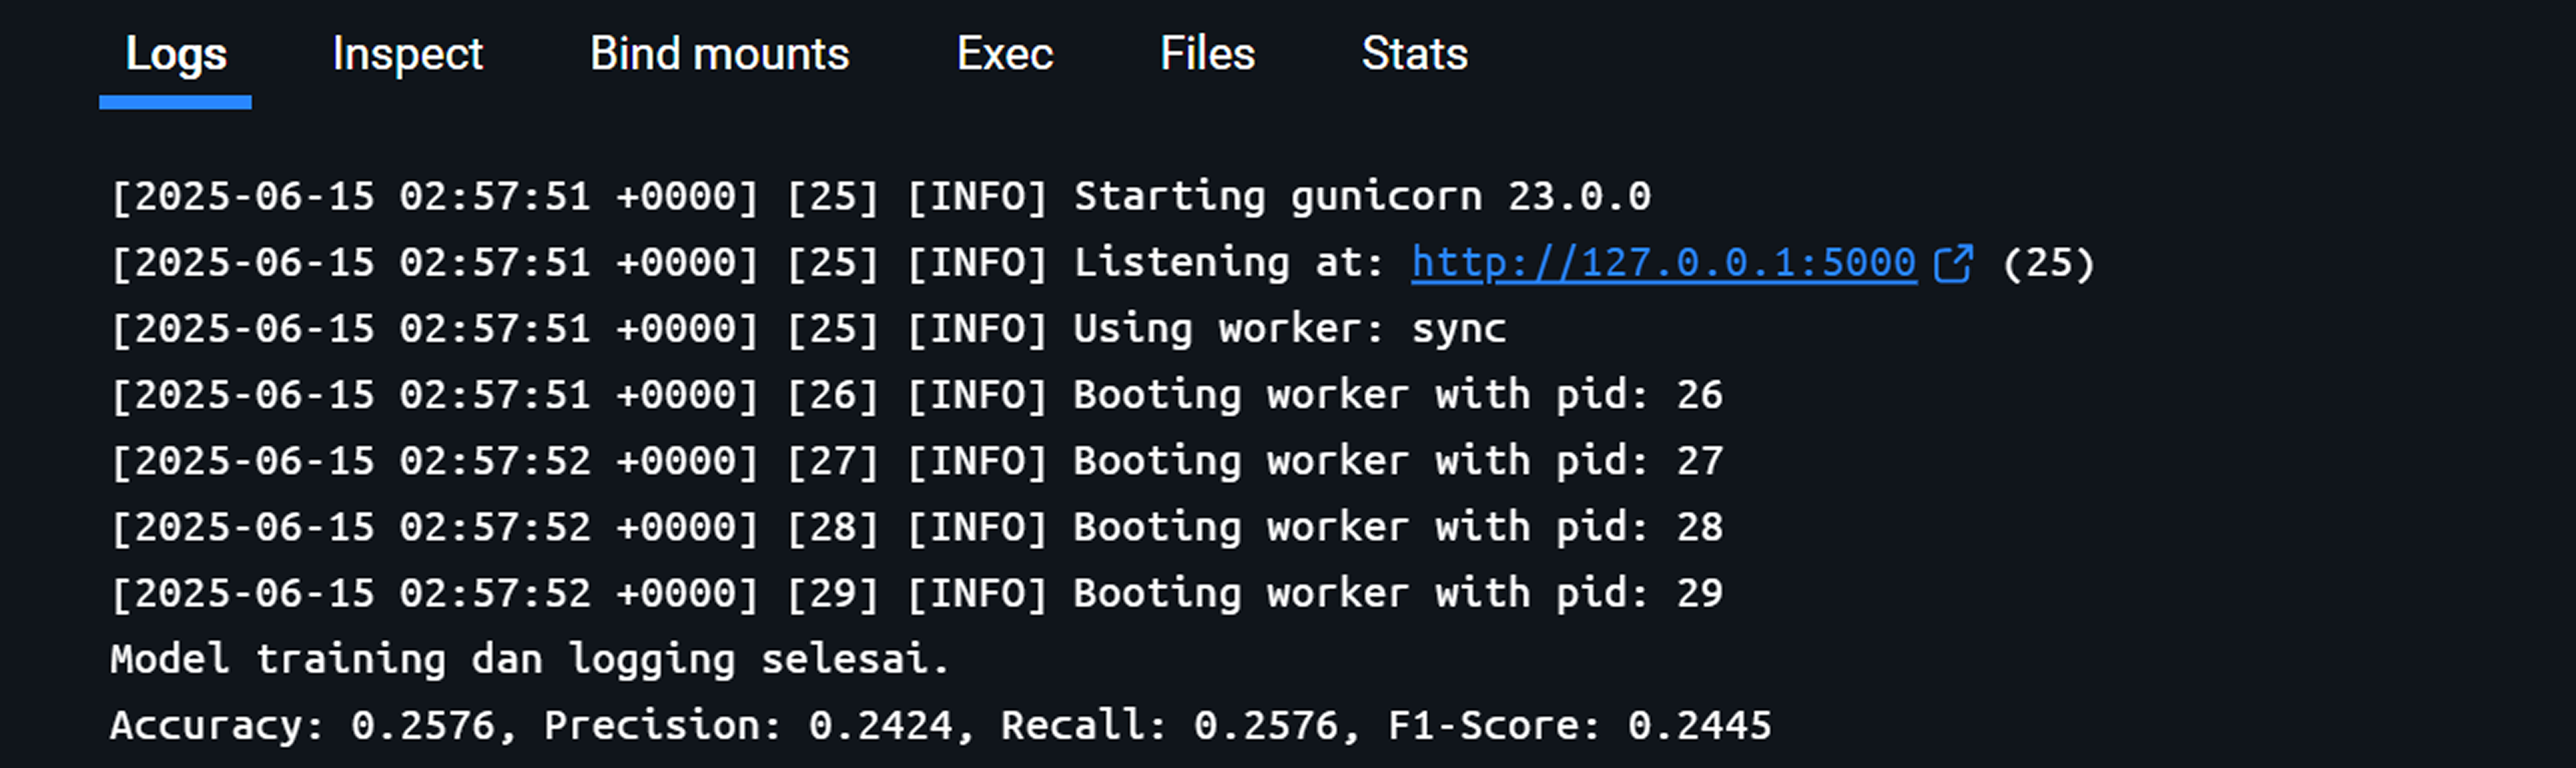 Logs Inspect Bind mounts Exec Files Stats
[2025-06-15 02:57:51 +0000] [25] [INFO] Starting gunicorn 23.0.0
[2025-06-15 02:57:51 +0000] [25] [INFO] Listening at: http://127.0.0.1:5000 (25)
[2025-06-15 02:57:51 +0000] [25] [INFO] Using worker: sync
[2025-06-15 02:57:51 +0000] [26] [INFO] Booting worker with pid: 26
[2025-06-15 02:57:52 +0000] [27] [INFO] Booting worker with pid: 27
[2025-06-15 02:57:52 +0000] [28] [INFO] Booting worker with pid: 28
[2025-06-15 02:57:52 +0000] [29] [INFO] Booting worker with pid: 29
Model training dan logging selesai.
Accuracy: 0.2576, Precision: 0.2424, Recall: 0.2576, F1-Score: 0.2445